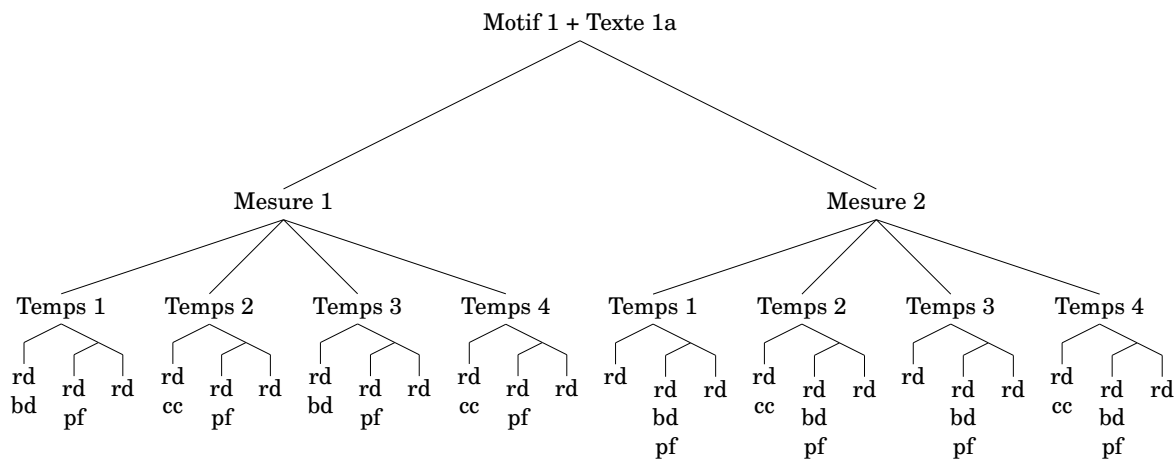 Motif 1 + Texte 1a
Mesure 1 Mesure 2
Temps 1 Temps 2 Temps 3 Temps 4 Temps 1 Temps 2 Temps 3 Temps 4
rd rd rd rd rd rd rd rd
rd rd rd rd rd rd rd rd rd rd rd rd rd rd rd rd
bd cc bd cc cc cc
pf pf pf pf bd bd bd bd
pf pf pf pf